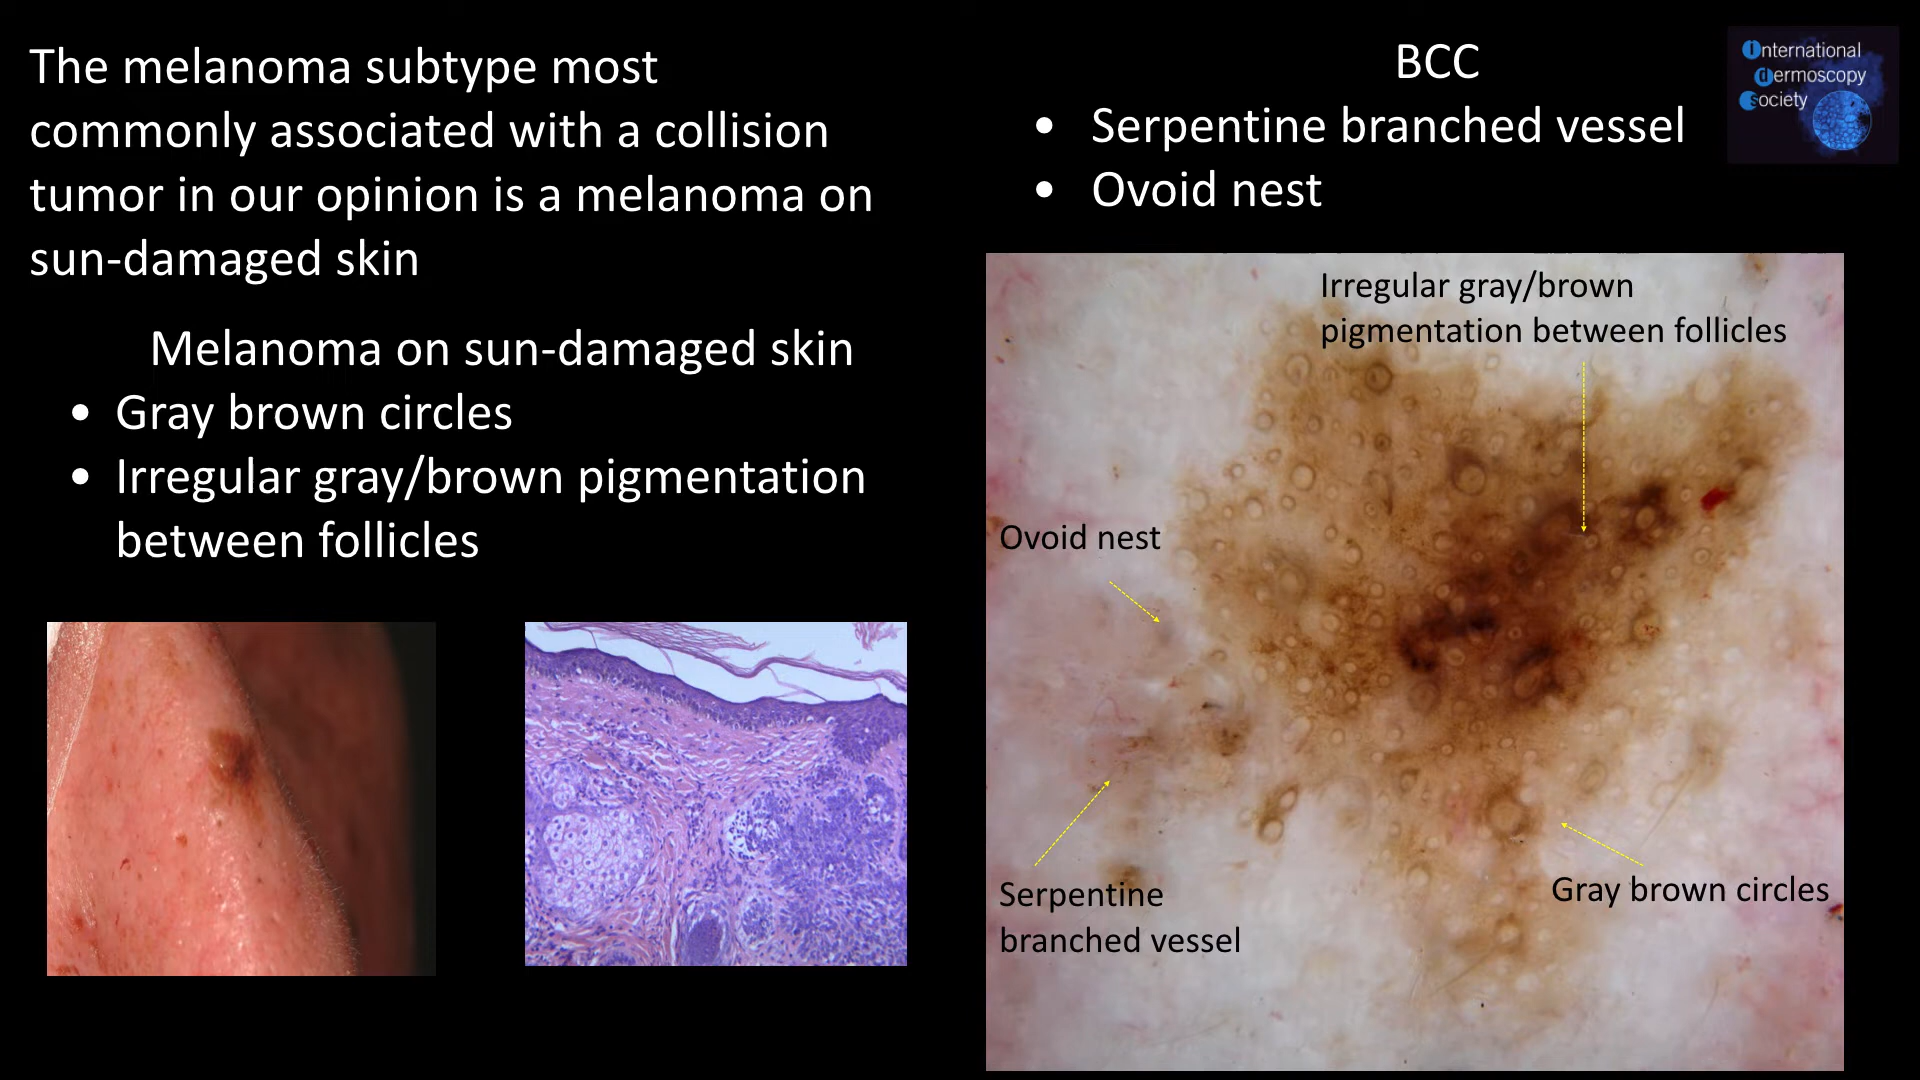 The melanoma subtype most
commonly associated with a collision
tumor in our opinion is a melanoma on
sun-damaged skin
Melanoma on sun-damaged skin
• Gray brown circles
• Irregular gray/brown pigmentation
between follicles
BCC
• Serpentine branched vessel
• Ovoid nest
International
dermoscopy
society
Irregular gray/brown
pigmentation between follicles
Ovoid nest
Serpentine
branched vessel
Gray brown circles